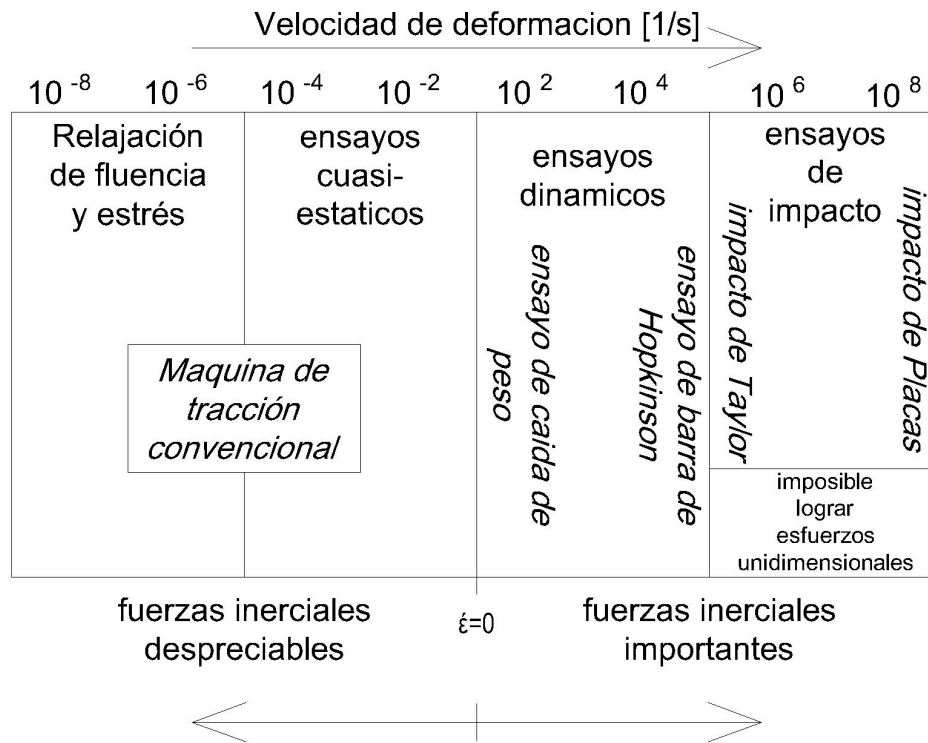 Velocidad de deformacion [1/s]
10 -8 10 -6 10 -4 10 -2 10 2 10 4 10 6 10 8
Relajación
de fluencia
y estrés
ensayos
cuasi-
estaticos
ensayos
dinamicos
ensayos
de
impacto
Maquina de
tracción
convencional
ensayo de caida de
peso
ensayo de barra de
Hopkinson
impacto de Taylor
impacto de Placas
imposible
lograr
esfuerzos
unidimensionales
fuerzas inerciales
despreciables
έ=0
fuerzas inerciales
importantes